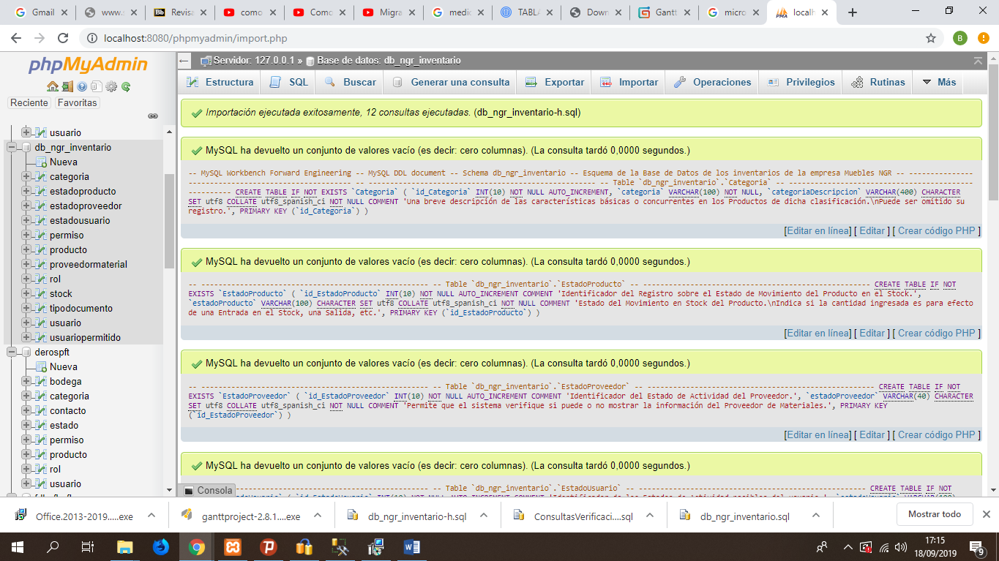 Gmail
www.s
Revisa
como
Como
Migra
medic
TABLA
Down
Gantt
micro
localh
localhost:8080/phpmyadmin/import.php
B
phpMyAdmin
Reciente
Favoritas
usuario
db_ngr_inventario
Nueva
categoria
estadoproducto
estadoproveedor
estadousuario
permiso
producto
proveedormaterial
rol
stock
tipodocumento
usuario
usuariopermitido
derospft
Nueva
bodega
categoria
contacto
estado
permiso
producto
rol
usuario
Servidor: 127.0.0.1 » Base de datos: db_ngr_inventario
Estructura SQL Buscar Generar una consulta Exportar Importar Operaciones Privilegios Rutinas Más
Importación ejecutada exitosamente, 12 consultas ejecutadas. (db_ngr_inventario-h.sql)
MySQL ha devuelto un conjunto de valores vacío (es decir: cero columnas). (La consulta tardó 0,0000 segundos.)
-- MySQL Workbench Forward Engineering -- MySQL DDL document -- Schema db_ngr_inventario -- Esquema de la Base de Datos de los inventarios de la empresa Muebles NGR -- --------------
----------------------------------- -- ----------------------------------------------------- -- Table `db_ngr_inventario`.`Categoria` -- -------------------------------------------
---------- CREATE TABLE IF NOT EXISTS `Categoria` ( `id_Categoria` INT(10) NOT NULL AUTO_INCREMENT, `categoria` VARCHAR(100) NOT NULL, `categoriaDescripcion` VARCHAR(400) CHARACTER
SET utf8 COLLATE utf8_spanish_ci NOT NULL COMMENT 'Una breve descripción de las características básicas o concurrentes en los Productos de dicha clasificación.\nPuede ser omitido su
registro.', PRIMARY KEY (`id_Categoria`) )
[Editar en línea] [ Editar ] [ Crear código PHP ]
MySQL ha devuelto un conjunto de valores vacío (es decir: cero columnas). (La consulta tardó 0,0000 segundos.)
-- ----------------------------------------------------- -- Table `db_ngr_inventario`.`EstadoProducto` -- ----------------------------------------------------- CREATE TABLE IF NOT
EXISTS `EstadoProducto` ( `id_EstadoProducto` INT(10) NOT NULL AUTO_INCREMENT COMMENT 'Identificador del Registro sobre el Estado de Movimiento del Producto en el Stock.',
`estadoProducto` VARCHAR(100) CHARACTER SET utf8 COLLATE utf8_spanish_ci NOT NULL COMMENT 'Estado del Movimiento en Stock del Producto.\nIndica si la cantidad ingresada es para efecto
de una Entrada en el Stock, una Salida, etc.', PRIMARY KEY (`id_EstadoProducto`) )
[Editar en línea] [ Editar ] [ Crear código PHP ]
MySQL ha devuelto un conjunto de valores vacío (es decir: cero columnas). (La consulta tardó 0,0000 segundos.)
-- ----------------------------------------------------- -- Table `db_ngr_inventario`.`EstadoProveedor` -- ----------------------------------------------------- CREATE TABLE IF NOT
EXISTS `EstadoProveedor` ( `id_EstadoProveedor` INT(10) NOT NULL AUTO_INCREMENT COMMENT 'Identificador del Estado de Actividad del Proveedor.', `estadoProveedor` VARCHAR(40) CHARACTER
SET utf8 COLLATE utf8_spanish_ci NOT NULL COMMENT 'Permite que el sistema verifique si puede o no mostrar la información del Proveedor de Materiales.', PRIMARY KEY
(`id_EstadoProveedor`) )
[Editar en línea] [ Editar ] [ Crear código PHP ]
MySQL ha devuelto un conjunto de valores vacío (es decir: cero columnas). (La consulta tardó 0,0000 segundos.)
-- Table `db_ngr_inventario`.`EstadoUsuario` -- ----------------------------------------------------- CREATE TABLE IF NOT
Consola
Office.2013-2019.....exe
ganttproject-2.8.1....exe
db_ngr_inventario-h.sql
ConsultasVerificaci....sql
db_ngr_inventario.sql
Mostrar todo
17:15
18/09/2019
9